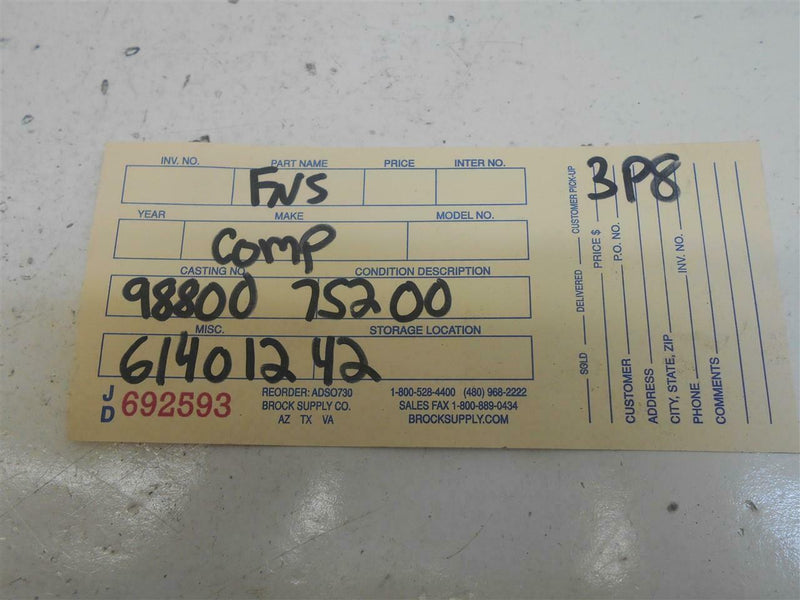 INV. NO. PART NAME PRICE INTER NO.
FNS
YEAR MAKE MODEL NO.
Comp
CASTING NO. CONDITION DESCRIPTION
98800 75200
MISC. STORAGE LOCATION
61401242
JD 692593
REORDER: ADSO730 1-800-528-4400 (480) 968-2222
BROCK SUPPLY CO. SALES FAX 1-800-889-0434
AZ TX VA BROCKSUPPLY.COM
3P8
SOLD DELIVERED CUSTOMER PICK-UP
PRICE $
CUSTOMER P.O. NO.
ADDRESS
CITY, STATE, ZIP
PHONE INV. NO.
COMMENTS